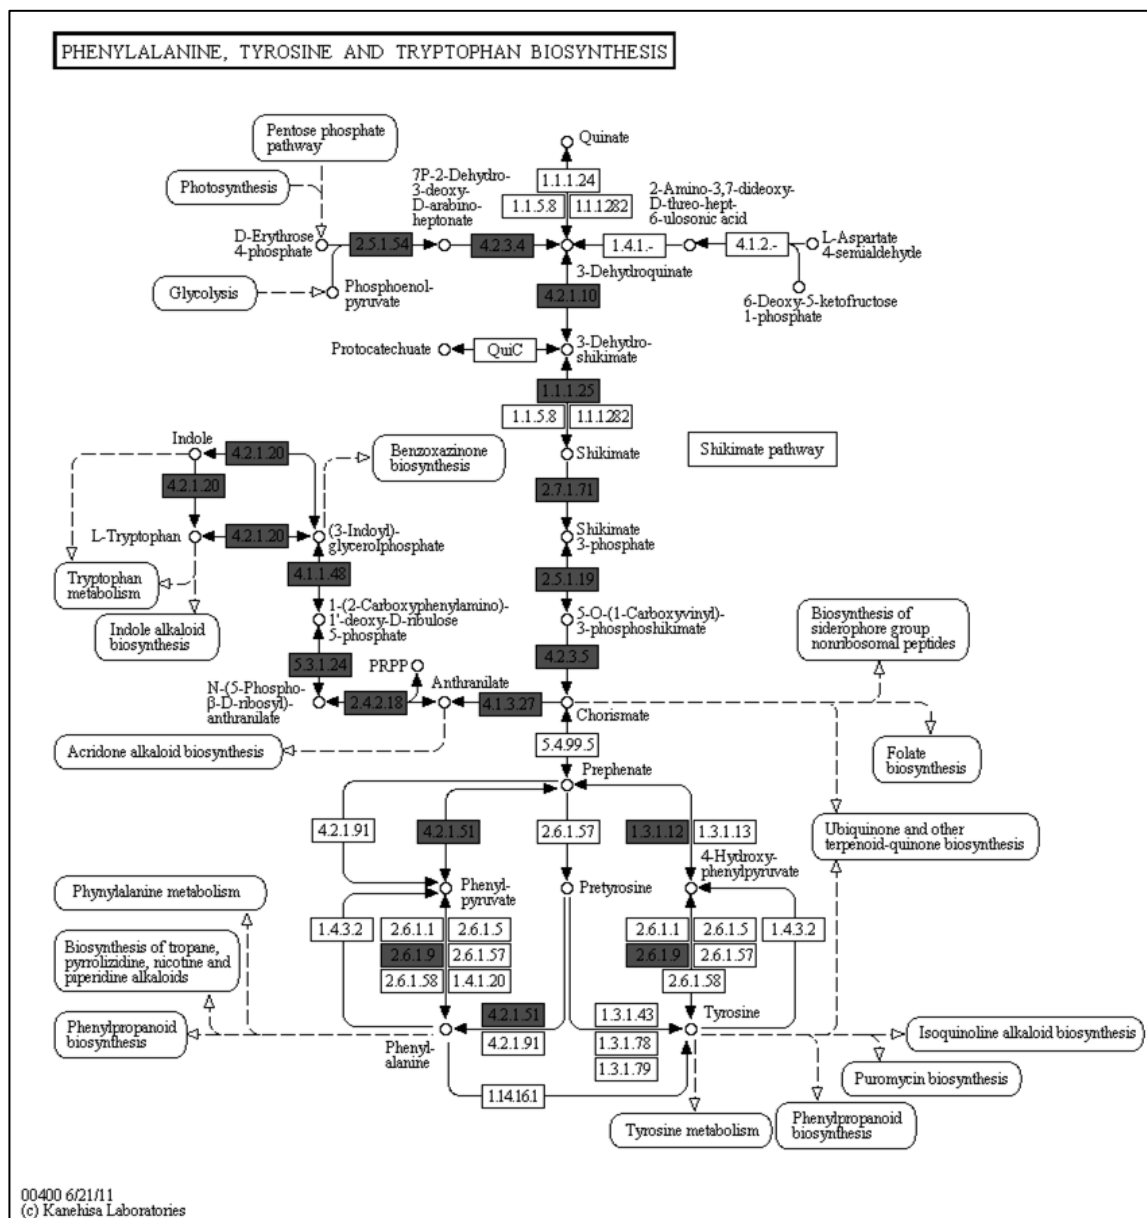 PHENYLALANINE, TYROSINE AND TRYPTOPHAN BIOSYNTHESIS
Pentose phosphate
pathway
Photosynthesis
Glycolysis
D-Erythrose
4-phosphate
Phosphoenol-
pyruvate
2.5.1.54
7P-2-Dehydro-
3-deoxy-
D-arabino-
heptonate
4.2.3.4
Quinate
1.1.1.24
1.1.5.8
1.1.1.282
2-Amino-3,7-dideoxy-
D-threo-hept-
6-ulosonic acid
1.4.1.-
4.1.2.-
L-Aspartate
4-semialdehyde
6-Deoxy-5-ketofructose
1-phosphate
3-Dehydroquinate
4.2.1.10
Protocatechuate
QuiC
3-Dehydro-
shikimate
1.1.1.25
1.1.5.8
1.1.1.282
Shikimate
Shikimate pathway
2.7.1.71
Shikimate
3-phosphate
2.5.1.19
5-O-(1-Carboxyvinyl)-
3-phosphoshikimate
4.2.3.5
Indole
4.2.1.20
4.2.1.20
Benzoxazinone
biosynthesis
L-Tryptophan
4.2.1.20
(3-Indoyl)-
glycerolphosphate
Tryptophan
metabolism
Indole alkaloid
biosynthesis
4.1.1.48
1-(2-Carboxyphenylamino)-
1'-deoxy-D-ribulose
5-phosphate
5.3.1.24
PRPP
N-(5-Phospho-
β-D-ribosyl)-
anthranilate
2.4.2.18
Anthranilate
4.1.3.27
Chorismate
Acridone alkaloid biosynthesis
Biosynthesis of
siderophore group
nonribosomal peptides
Folate
biosynthesis
Ubiquinone and other
terpenoid-quinone biosynthesis
5.4.99.5
Prephenate
4.2.1.91
4.2.1.51
2.6.1.57
1.3.1.12
1.3.1.13
4-Hydroxy-
phenylpyruvate
Phenyl-
pyruvate
Pretyrosine
Phynylalanine metabolism
Biosynthesis of tropane,
pyrrolizidine, nicotine and
piperidine alkaloids
Phenylpropanoid
biosynthesis
1.4.3.2
2.6.1.1
2.6.1.5
2.6.1.9
2.6.1.57
2.6.1.58
1.4.1.20
2.6.1.1
2.6.1.5
2.6.1.9
2.6.1.57
2.6.1.58
1.4.3.2
4.2.1.51
4.2.1.91
1.3.1.43
1.3.1.78
1.3.1.79
Phenyl-
alanine
Tyrosine
1.14.16.1
Isoquinoline alkaloid biosynthesis
Puromycin biosynthesis
Phenylpropanoid
biosynthesis
Tyrosine metabolism
00400 6/21/11
(c) Kanehisa Laboratories